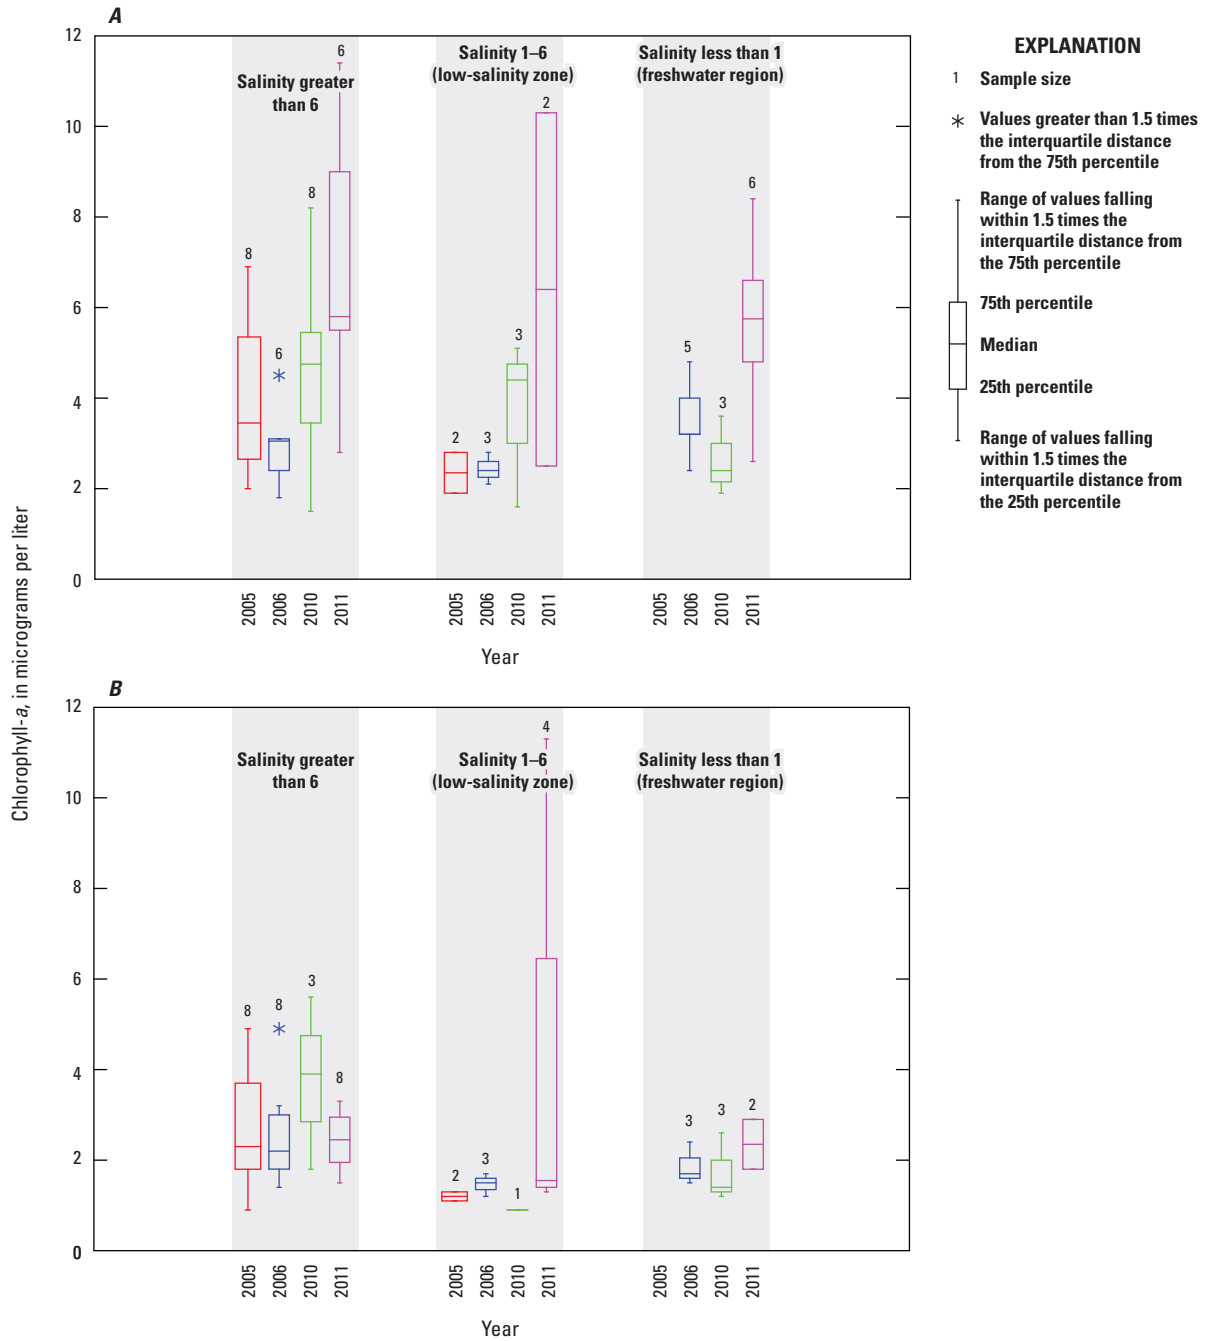 A
12
10
8
6
4
2
0
Salinity greater
than 6
Salinity 1–6
(low-salinity zone)
Salinity less than 1
(freshwater region)
8
6
8
6
2
3
3
2
5
3
6
2005
2006
2010
2011
2005
2006
2010
2011
2005
2006
2010
2011
Year
EXPLANATION
1 Sample size
Values greater than 1.5 times
the interquartile distance
from the 75th percentile
Range of values falling
within 1.5 times the
interquartile distance from
the 75th percentile
75th percentile
Median
25th percentile
Range of values falling
within 1.5 times the
interquartile distance from
the 25th percentile
Chlorophyll-a, in micrograms per liter
B
12
10
8
6
4
2
0
Salinity greater
than 6
Salinity 1–6
(low-salinity zone)
Salinity less than 1
(freshwater region)
8
8
3
8
2
3
1
4
3
3
2
2005
2006
2010
2011
2005
2006
2010
2011
2005
2006
2010
2011
Year